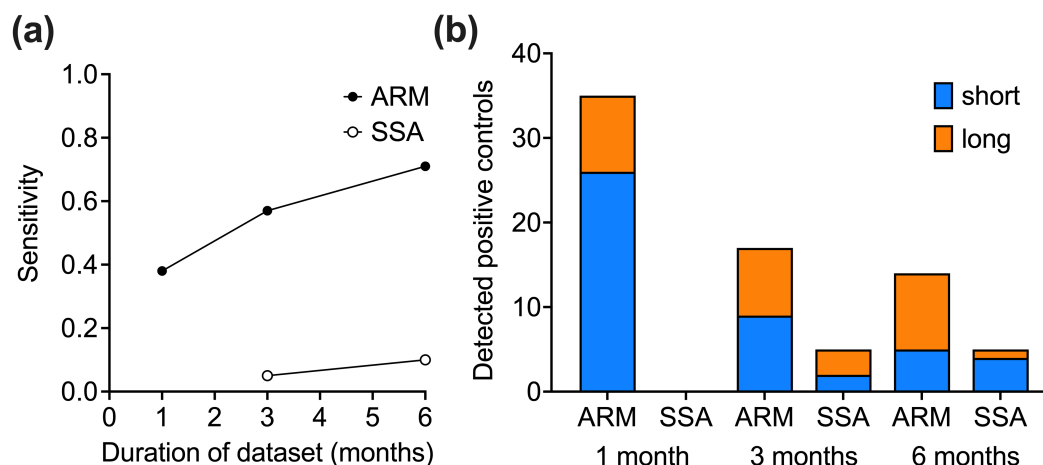 (a)
1.0
0.8
0.6
0.4
0.2
0.0
Sensitivity
ARM
SSA
0 1 2 3 4 5 6
Duration of dataset (months)
(b)
40
30
20
10
0
Detected positive controls
short
long
ARM SSA ARM SSA ARM SSA
1 month 3 months 6 months